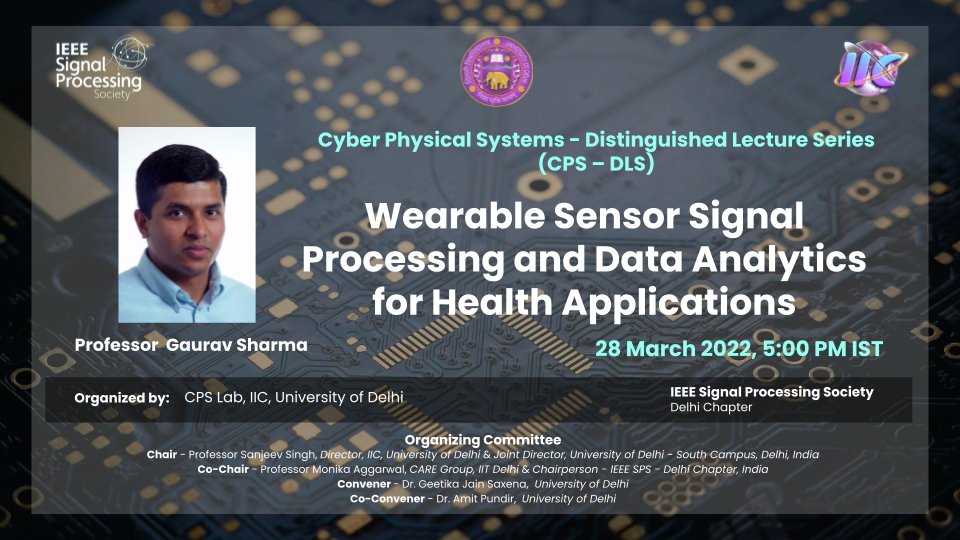 IEEE
Signal
Processing
Society
IIC
Cyber Physical Systems - Distinguished Lecture Series
(CPS – DLS)
Wearable Sensor Signal
Processing and Data Analytics
for Health Applications
Professor Gaurav Sharma
28 March 2022, 5:00 PM IST
Organized by: CPS Lab, IIC, University of Delhi
IEEE Signal Processing Society
Delhi Chapter
Organizing Committee
Chair - Professor Sanjeev Singh, Director, IIC, University of Delhi & Joint Director, University of Delhi - South Campus, Delhi, India
Co-Chair - Professor Monika Aggarwal, CARE Group, IIT Delhi & Chairperson - IEEE SPS - Delhi Chapter, India
Convener - Dr. Geetika Jain Saxena, University of Delhi
Co-Convener - Dr. Amit Pundir, University of Delhi